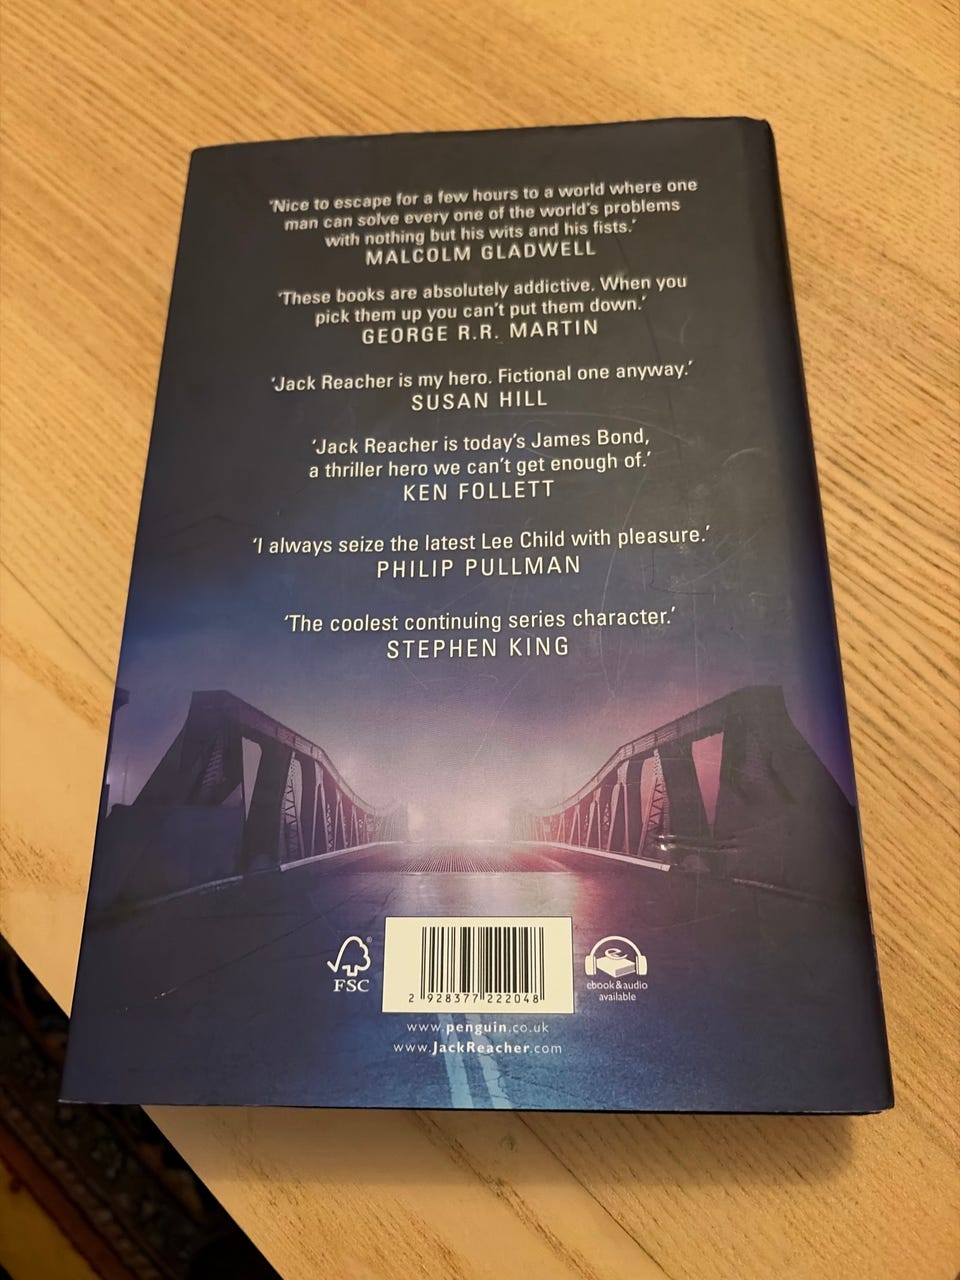 'Nice to escape for a few hours to a world where one
man can solve every one of the world's problems
with nothing but his wits and his fists.'
MALCOLM GLADWELL
'These books are absolutely addictive. When you
pick them up you can't put them down.'
GEORGE R.R. MARTIN
'Jack Reacher is my hero. Fictional one anyway.'
SUSAN HILL
'Jack Reacher is today's James Bond,
a thriller hero we can't get enough of.'
KEN FOLLETT
'I always seize the latest Lee Child with pleasure.'
PHILIP PULLMAN
'The coolest continuing series character.'
STEPHEN KING
FSC
2 928377 222048
ebook & audio
available
www.penguin.co.uk
www.JackReacher.com